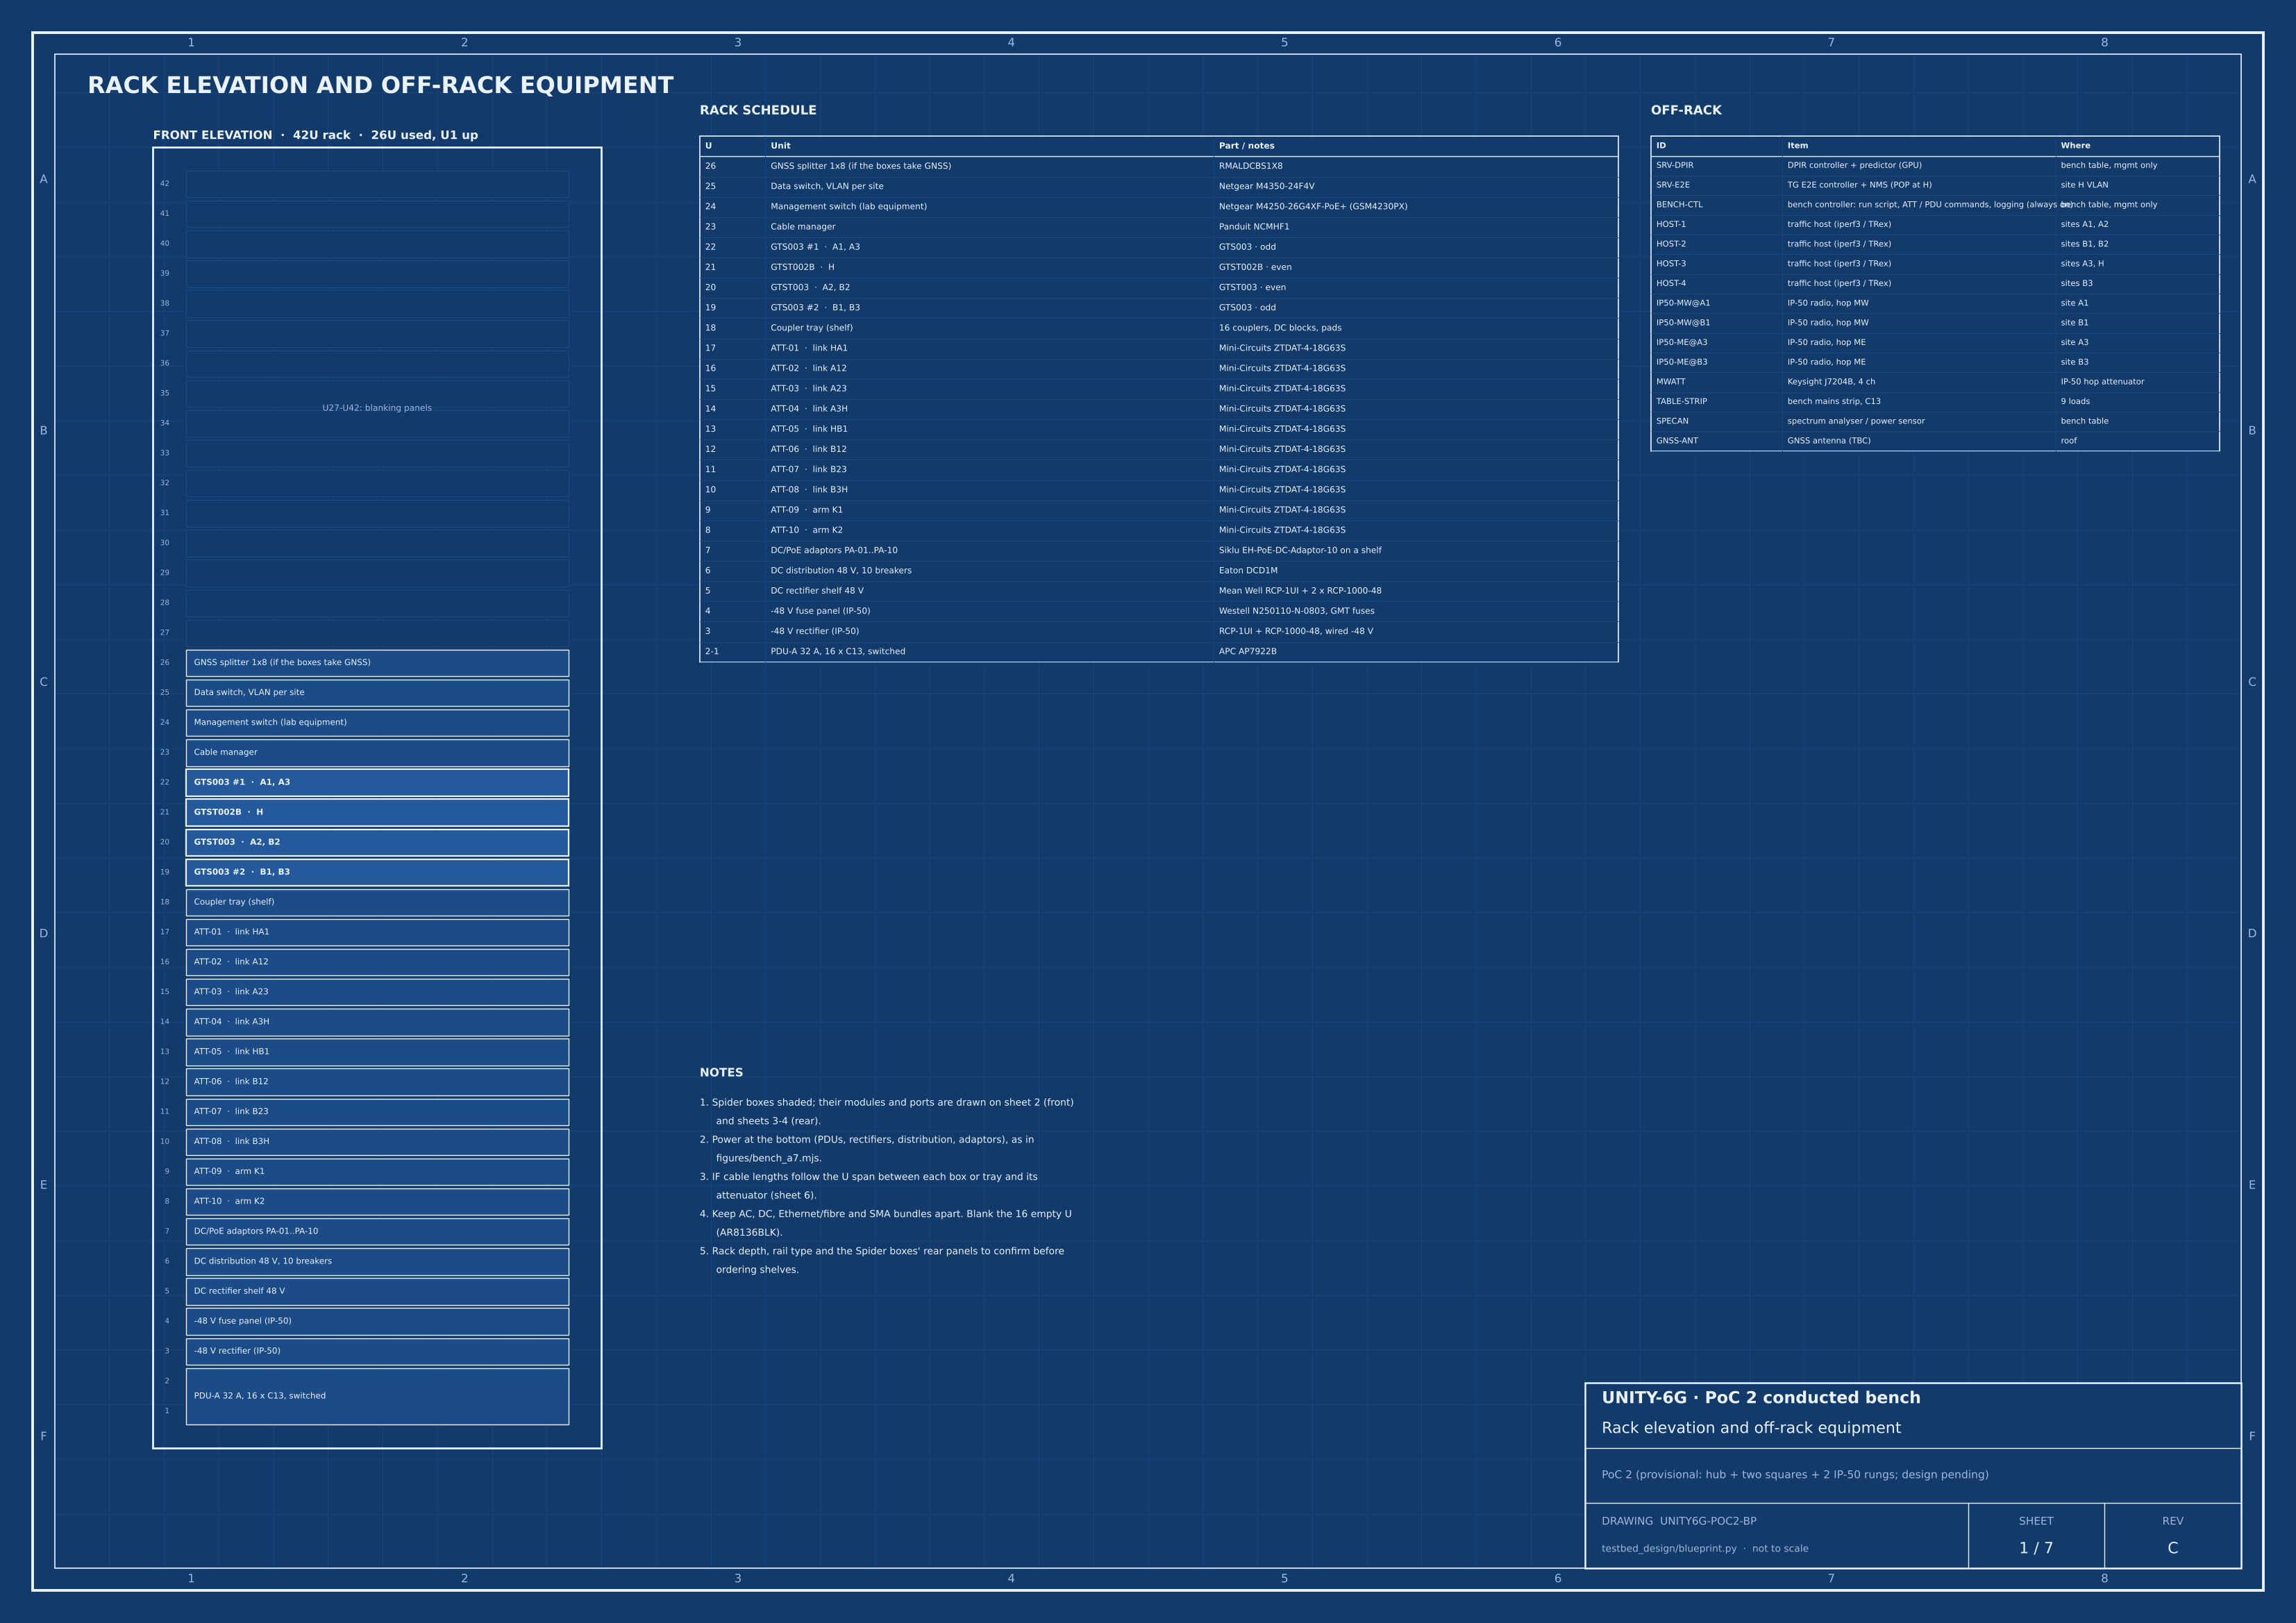 1 2 3 4 5 6 7 8
RACK ELEVATION AND OFF-RACK EQUIPMENT
FRONT ELEVATION · 42U rack · 26U used, U1 up
42
41
40
39
38
37
36
35
U27-U42: blanking panels
34
33
32
31
30
29
28
27
26 GNSS splitter 1x8 (if the boxes take GNSS)
25 Data switch, VLAN per site
24 Management switch (lab equipment)
23 Cable manager
22 GTS003 #1 · A1, A3
21 GTST002B · H
20 GTST003 · A2, B2
19 GTS003 #2 · B1, B3
18 Coupler tray (shelf)
17 ATT-01 · link HA1
16 ATT-02 · link A12
15 ATT-03 · link A23
14 ATT-04 · link A3H
13 ATT-05 · link HB1
12 ATT-06 · link B12
11 ATT-07 · link B23
10 ATT-08 · link B3H
9 ATT-09 · arm K1
8 ATT-10 · arm K2
7 DC/PoE adaptors PA-01..PA-10
6 DC distribution 48 V, 10 breakers
5 DC rectifier shelf 48 V
4 -48 V fuse panel (IP-50)
3 -48 V rectifier (IP-50)
2
PDU-A 32 A, 16 x C13, switched
1
RACK SCHEDULE
U Unit Part / notes
26 GNSS splitter 1x8 (if the boxes take GNSS) RMALDCBS1X8
25 Data switch, VLAN per site Netgear M4350-24F4V
24 Management switch (lab equipment) Netgear M4250-26G4XF-PoE+ (GSM4230PX)
23 Cable manager Panduit NCMHF1
22 GTS003 #1 · A1, A3 GTS003 · odd
21 GTST002B · H GTST002B · even
20 GTST003 · A2, B2 GTST003 · even
19 GTS003 #2 · B1, B3 GTS003 · odd
18 Coupler tray (shelf) 16 couplers, DC blocks, pads
17 ATT-01 · link HA1 Mini-Circuits ZTDAT-4-18G63S
16 ATT-02 · link A12 Mini-Circuits ZTDAT-4-18G63S
15 ATT-03 · link A23 Mini-Circuits ZTDAT-4-18G63S
14 ATT-04 · link A3H Mini-Circuits ZTDAT-4-18G63S
13 ATT-05 · link HB1 Mini-Circuits ZTDAT-4-18G63S
12 ATT-06 · link B12 Mini-Circuits ZTDAT-4-18G63S
11 ATT-07 · link B23 Mini-Circuits ZTDAT-4-18G63S
10 ATT-08 · link B3H Mini-Circuits ZTDAT-4-18G63S
9 ATT-09 · arm K1 Mini-Circuits ZTDAT-4-18G63S
8 ATT-10 · arm K2 Mini-Circuits ZTDAT-4-18G63S
7 DC/PoE adaptors PA-01..PA-10 Siklu EH-PoE-DC-Adaptor-10 on a shelf
6 DC distribution 48 V, 10 breakers Eaton DCD1M
5 DC rectifier shelf 48 V Mean Well RCP-1UI + 2 x RCP-1000-48
4 -48 V fuse panel (IP-50) Westell N250110-N-0803, GMT fuses
3 -48 V rectifier (IP-50) RCP-1UI + RCP-1000-48, wired -48 V
2-1 PDU-A 32 A, 16 x C13, switched APC AP7922B
OFF-RACK
ID Item Where
SRV-DPIR DPIR controller + predictor (GPU) bench table, mgmt only
SRV-E2E TG E2E controller + NMS (POP at H) site H VLAN
BENCH-CTL bench controller: run script, ATT / PDU commands, logging (always on) bench table, mgmt only
HOST-1 traffic host (iperf3 / TRex) sites A1, A2
HOST-2 traffic host (iperf3 / TRex) sites B1, B2
HOST-3 traffic host (iperf3 / TRex) sites A3, H
HOST-4 traffic host (iperf3 / TRex) sites B3
IP50-MW@A1 IP-50 radio, hop MW site A1
IP50-MW@B1 IP-50 radio, hop MW site B1
IP50-ME@A3 IP-50 radio, hop ME site A3
IP50-ME@B3 IP-50 radio, hop ME site B3
MWATT Keysight J7204B, 4 ch IP-50 hop attenuator
TABLE-STRIP bench mains strip, C13 9 loads
SPECAN spectrum analyser / power sensor bench table
GNSS-ANT GNSS antenna (TBC) roof
NOTES
1. Spider boxes shaded; their modules and ports are drawn on sheet 2 (front)
and sheets 3-4 (rear).
2. Power at the bottom (PDUs, rectifiers, distribution, adaptors), as in
figures/bench_a7.mjs.
3. IF cable lengths follow the U span between each box or tray and its
attenuator (sheet 6).
4. Keep AC, DC, Ethernet/fibre and SMA bundles apart. Blank the 16 empty U
(AR8136BLK).
5. Rack depth, rail type and the Spider boxes' rear panels to confirm before
ordering shelves.
UNITY-6G · PoC 2 conducted bench
Rack elevation and off-rack equipment
PoC 2 (provisional: hub + two squares + 2 IP-50 rungs; design pending)
DRAWING UNITY6G-POC2-BP
testbed_design/blueprint.py · not to scale
SHEET
1 / 7
REV
C
A A
B B
C C
D D
E E
F F
1 2 3 4 5 6 7 8